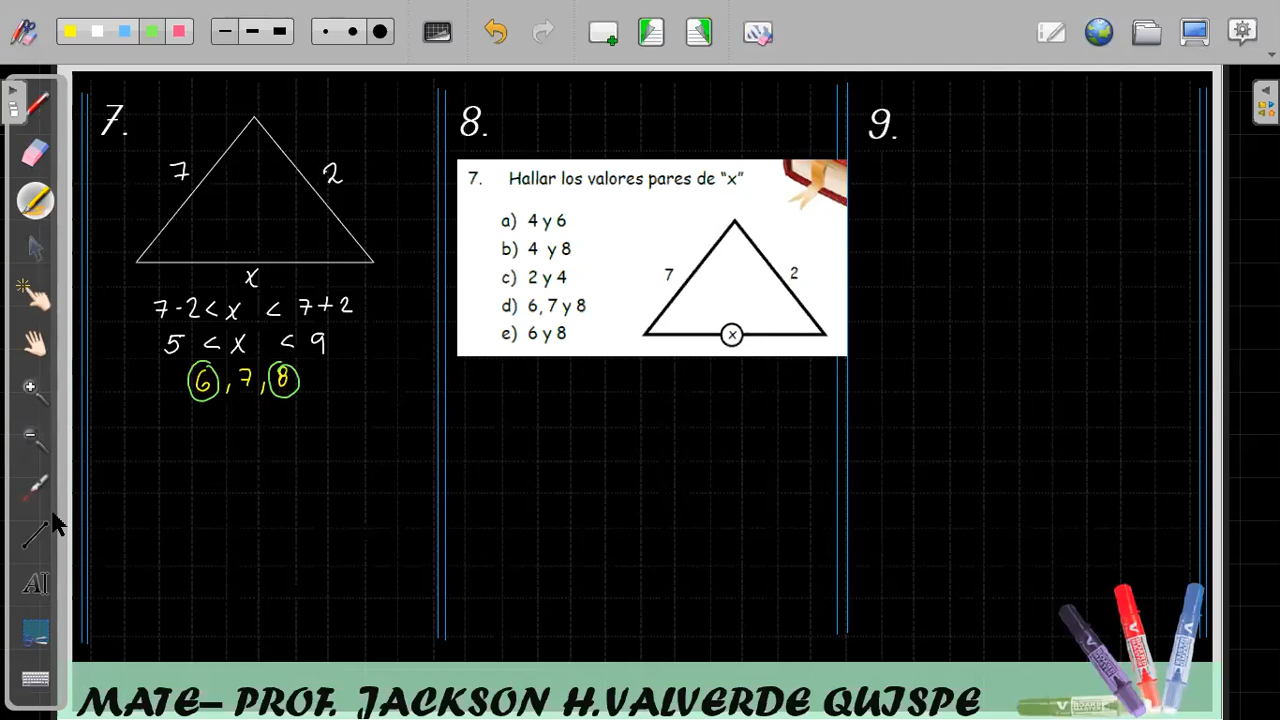 7.
7
2
x
7-2 < x < 7+2
5 < x < 9
6, 7, 8
8.
7. Hallar los valores pares de “x”
a) 4 y 6
b) 4 y 8
c) 2 y 4
d) 6, 7 y 8
e) 6 y 8
7
2
x
9.
MATE– PROF. JACKSON H.VALVERDE QUISPE